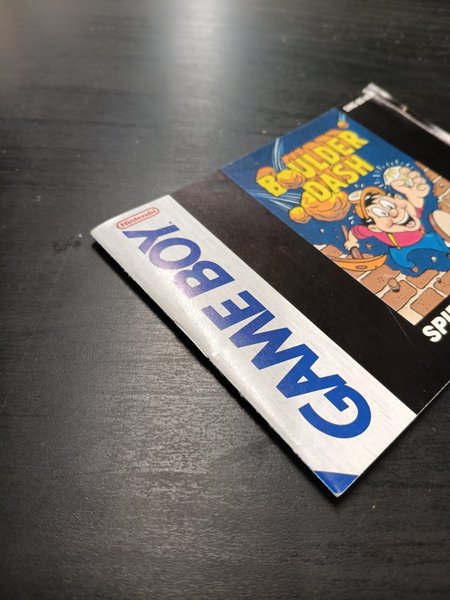 Nintendo
GAME BOY
BOULDER
DASH
SPI